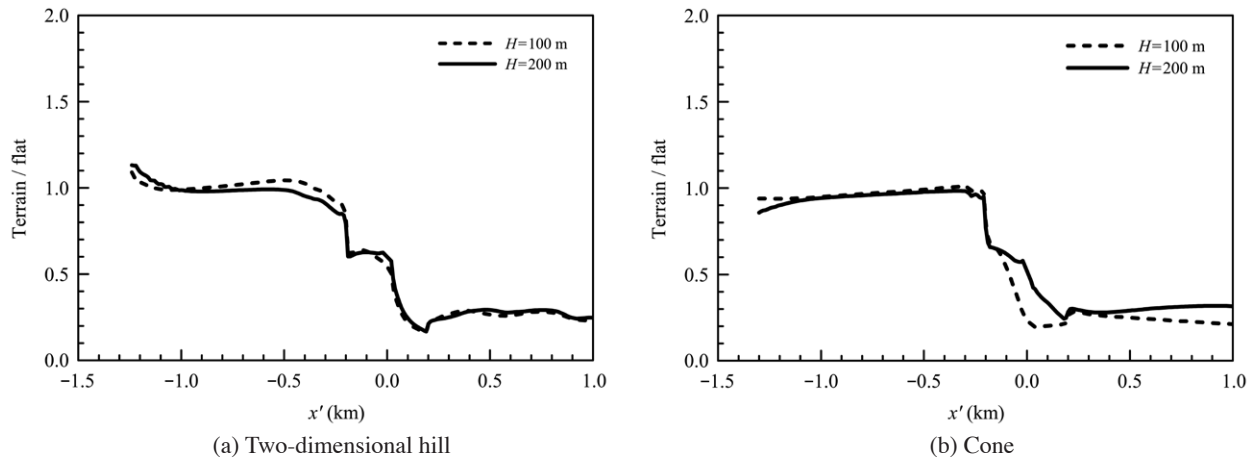 2.0
1.5
1.0
0.5
0.0
Terrain / flat
H=100 m
H=200 m
−1.5 −1.0 −0.5 0.0 0.5 1.0
x′ (km)
(a) Two-dimensional hill
2.0
1.5
1.0
0.5
0.0
Terrain / flat
H=100 m
H=200 m
−1.5 −1.0 −0.5 0.0 0.5 1.0
x′ (km)
(b) Cone